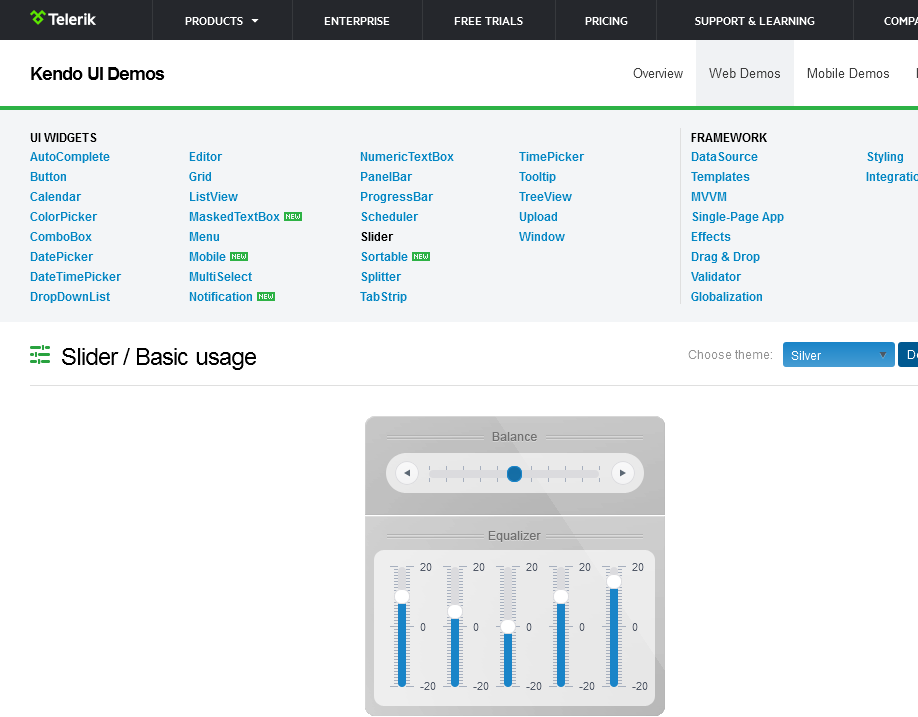 Telerik PRODUCTS ENTERPRISE FREE TRIALS PRICING SUPPORT & LEARNING COMPA
Kendo UI Demos Overview Web Demos Mobile Demos
UI WIDGETS FRAMEWORK
AutoComplete Editor NumericTextBox TimePicker DataSource Styling
Button Grid PanelBar Tooltip Templates Integratio
Calendar ListView ProgressBar TreeView MVVM
ColorPicker MaskedTextBox NEW Scheduler Upload Single-Page App
ComboBox Menu Slider Window Effects
DatePicker Mobile NEW Sortable NEW Drag & Drop
DateTimePicker MultiSelect Splitter Validator
DropDownList Notification NEW TabStrip Globalization
Slider / Basic usage Choose theme: Silver De
Balance
Equalizer
20 20 20 20 20
0 0 0 0 0
-20 -20 -20 -20 -20